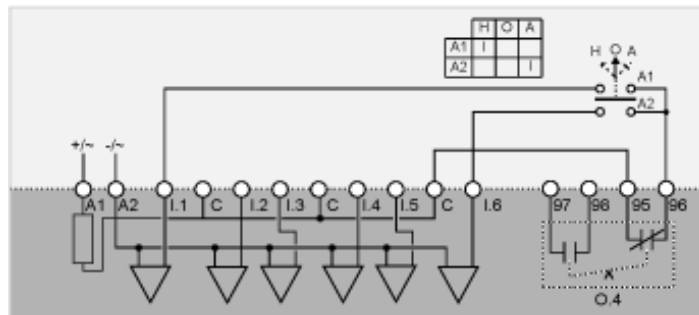 H O A
A1 I
A2 I
H O A
A1
A2
+/~ -/~
A1 A2 I.1 C I.2 I.3 C I.4 I.5 C I.6 97 98 95 96
O.4